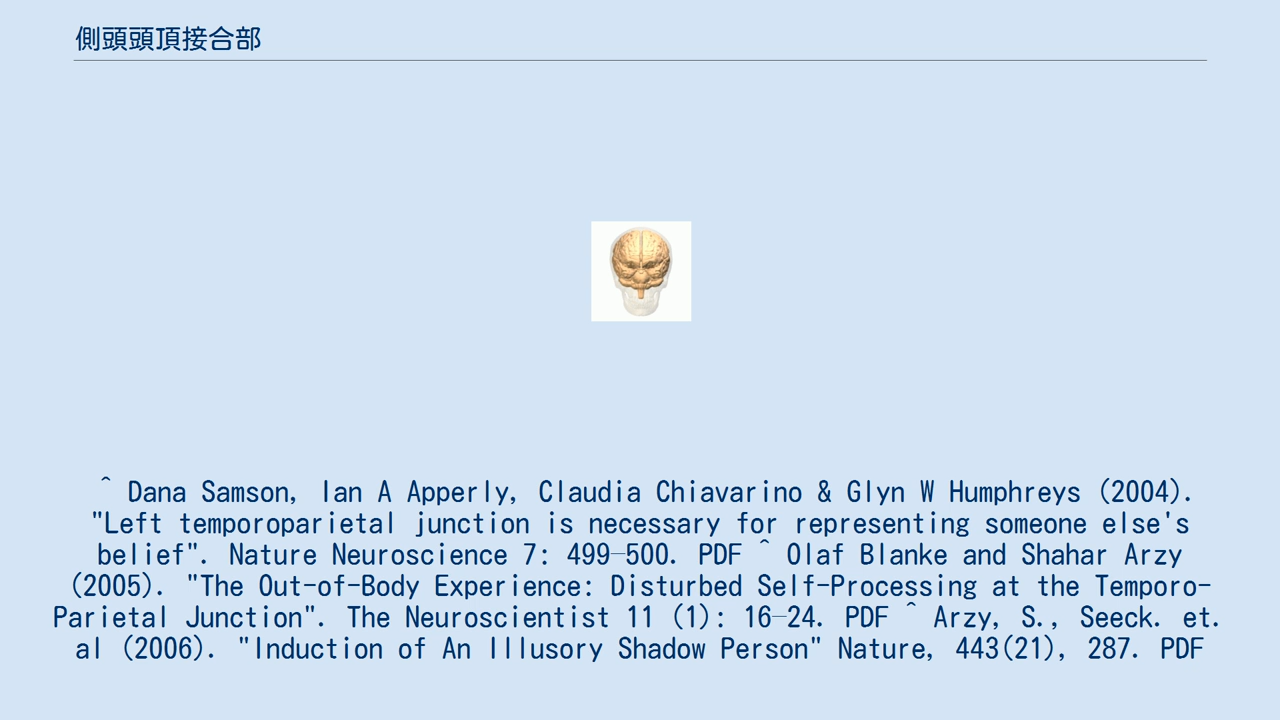 側頭頭頂接合部
^ Dana Samson, Ian A Apperly, Claudia Chiavarino & Glyn W Humphreys (2004).
"Left temporoparietal junction is necessary for representing someone else's
belief". Nature Neuroscience 7: 499–500. PDF ^ Olaf Blanke and Shahar Arzy
(2005). "The Out-of-Body Experience: Disturbed Self-Processing at the Temporo-
Parietal Junction". The Neuroscientist 11 (1): 16–24. PDF ^ Arzy, S., Seeck. et.
al (2006). "Induction of An Illusory Shadow Person" Nature, 443(21), 287. PDF